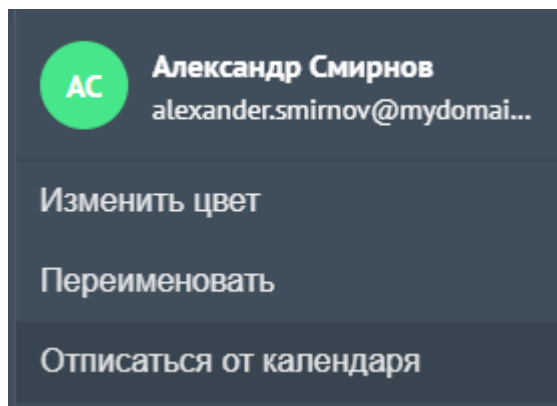 АС
Александр Смирнов
alexander.smirnov@mydomai...
Изменить цвет
Переименовать
Отписаться от календаря